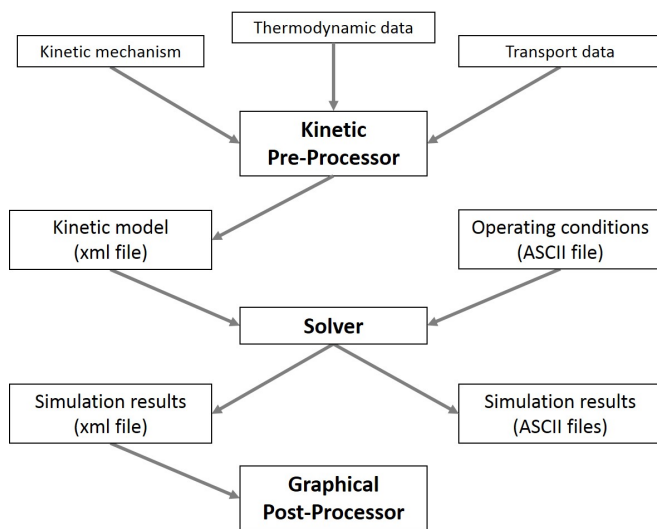 Thermodynamic data
Kinetic mechanism
Transport data
Kinetic
Pre-Processor
Kinetic model
(xml file)
Operating conditions
(ASCII file)
Solver
Simulation results
(xml file)
Simulation results
(ASCII files)
Graphical
Post-Processor